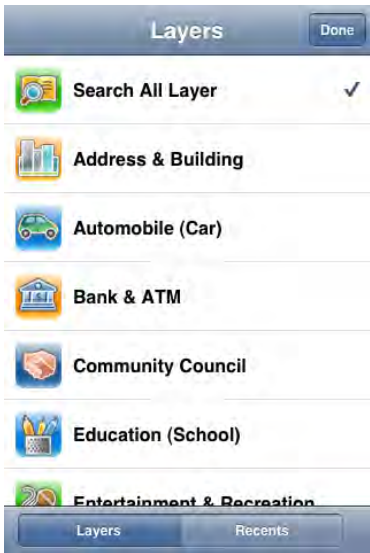 Layers
Done
Search All Layer
Address & Building
Automobile (Car)
Bank & ATM
Community Council
Education (School)
Entertainment & Recreation
Layers
Recents